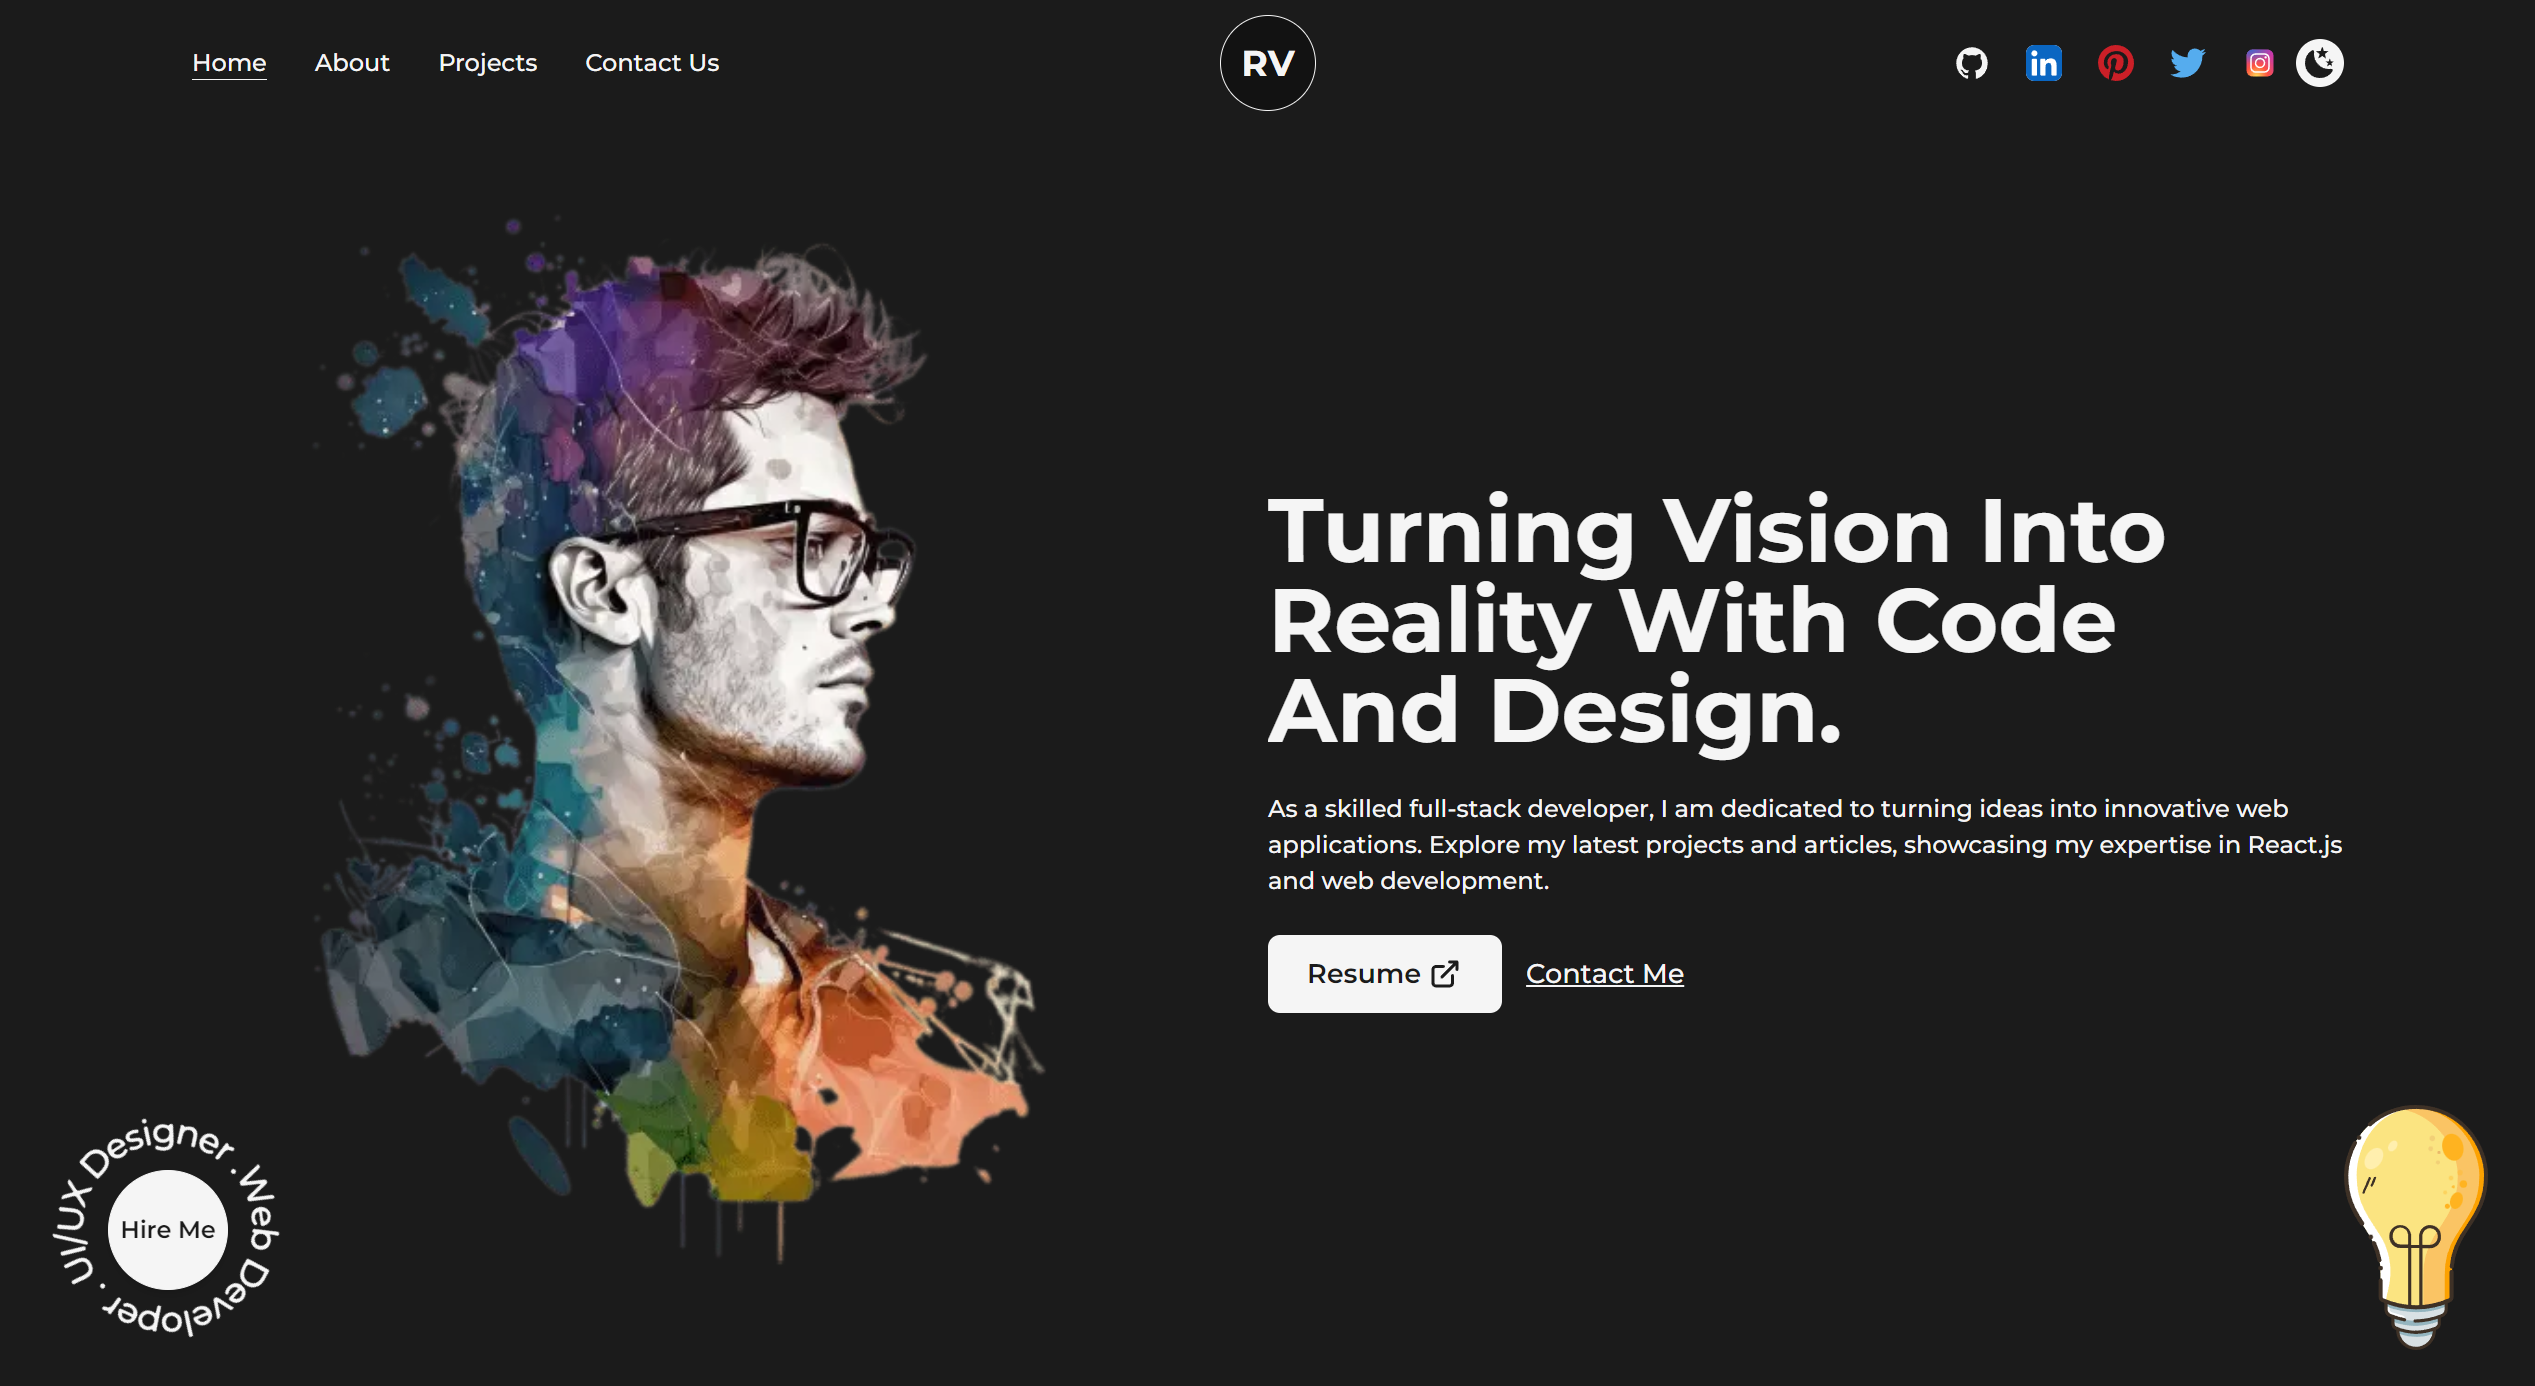 Home About Projects Contact Us
RV
in
Turning Vision Into
Reality With Code
And Design.
As a skilled full-stack developer, I am dedicated to turning ideas into innovative web
applications. Explore my latest projects and articles, showcasing my expertise in React.js
and web development.
Resume Contact Me
UI/UX Designer . Web Developer .
Hire Me